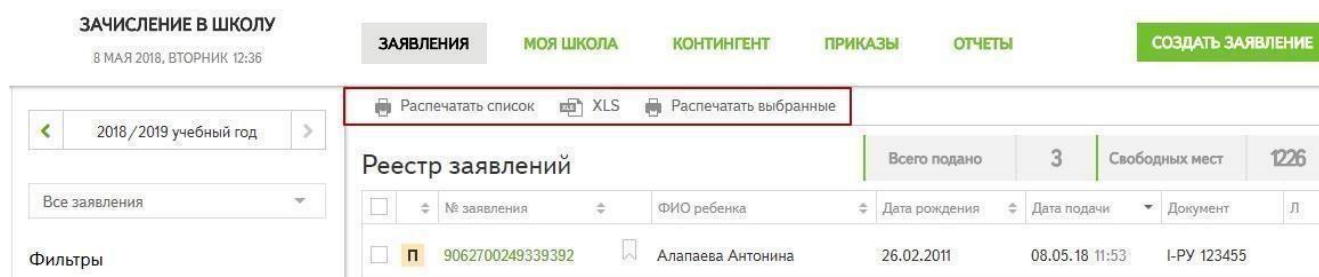 ЗАЧИСЛЕНИЕ В ШКОЛУ
8 МАЯ 2018, ВТОРНИК 12:36
ЗАЯВЛЕНИЯ МОЯ ШКОЛА КОНТИНГЕНТ ПРИКАЗЫ ОТЧЕТЫ СОЗДАТЬ ЗАЯВЛЕНИЕ
Распечатать список XLS Распечатать выбранные
2018/2019 учебный год
Реестр заявлений
Всего подано 3 Свободных мест 1226
Все заявления
№ заявления ФИО ребенка Дата рождения Дата подачи Документ Л
Фильтры
П 9062700249339392 Алапаева Антонина 26.02.2011 08.05.18 11:53 I-РУ 123455